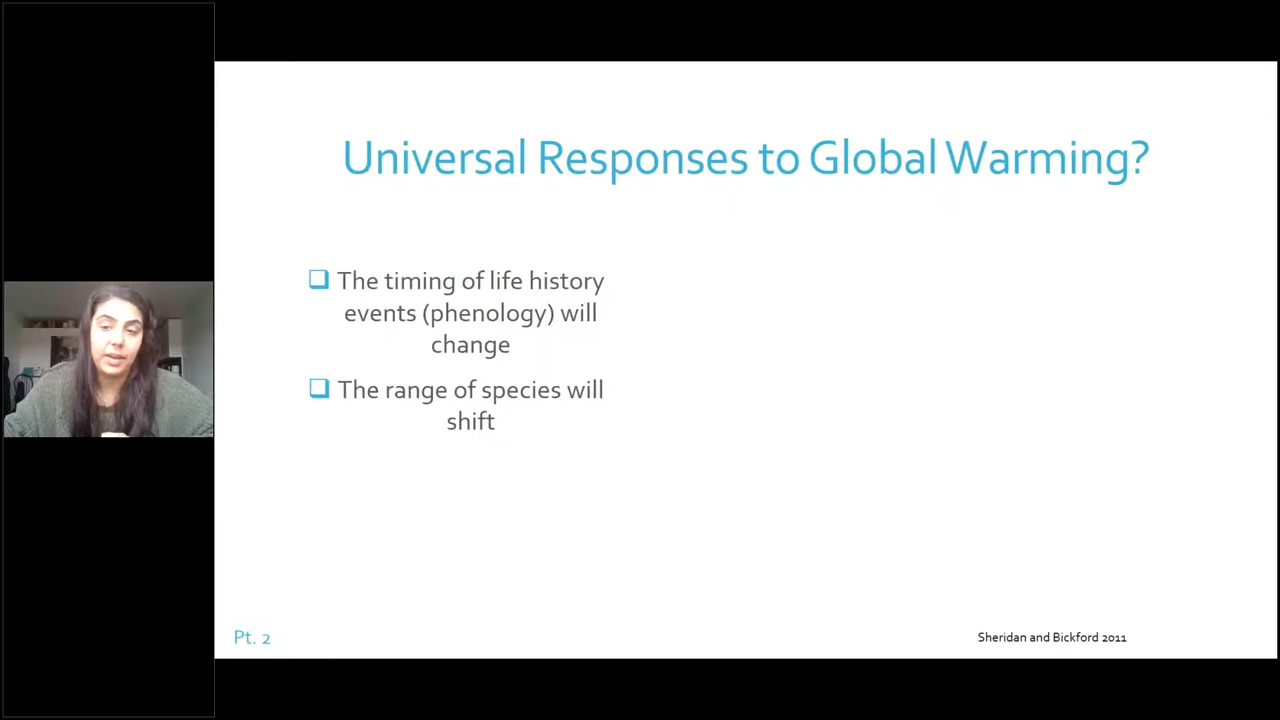 Universal Responses to Global Warming?
The timing of life history
events (phenology) will
change
The range of species will
shift
Pt. 2
Sheridan and Bickford 2011